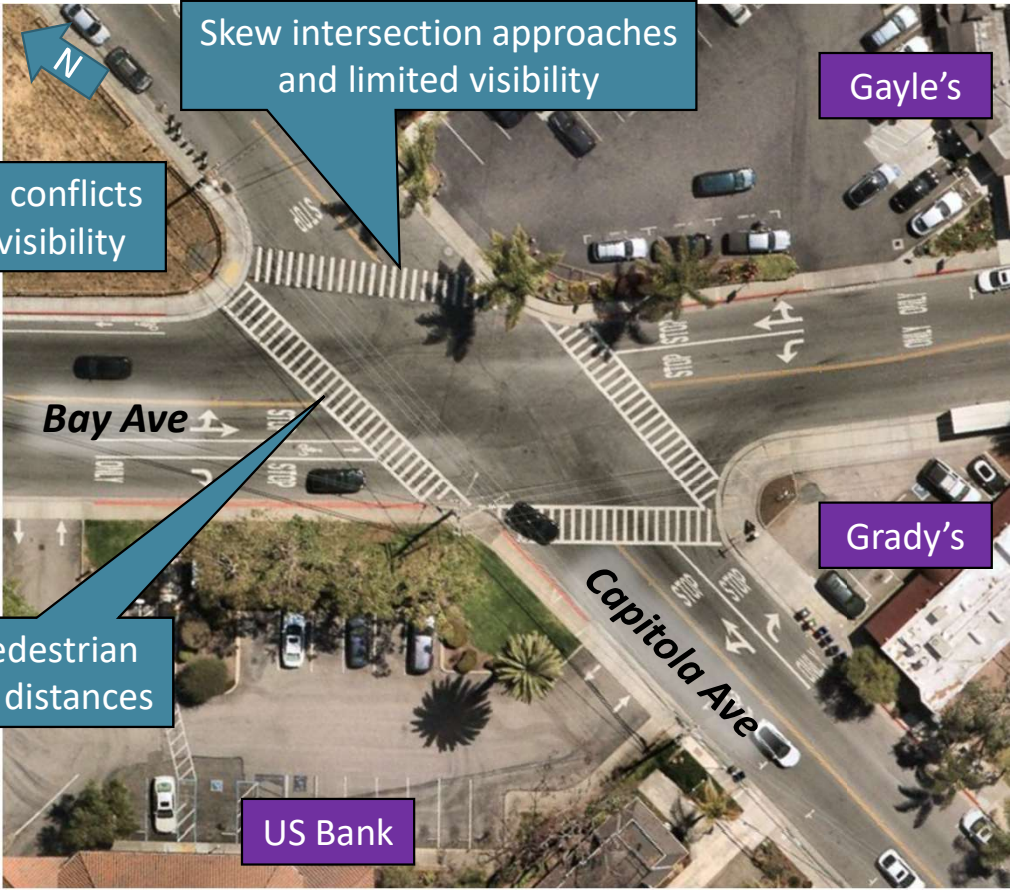 N
Skew intersection approaches
and limited visibility
Gayle's
conflicts
visibility
STOP
STOP STOP
ONLY ONLY
Bay Ave
ONLY
STOP
Grady's
Capitola Ave
STOP
STOP
ONLY
distances
US Bank